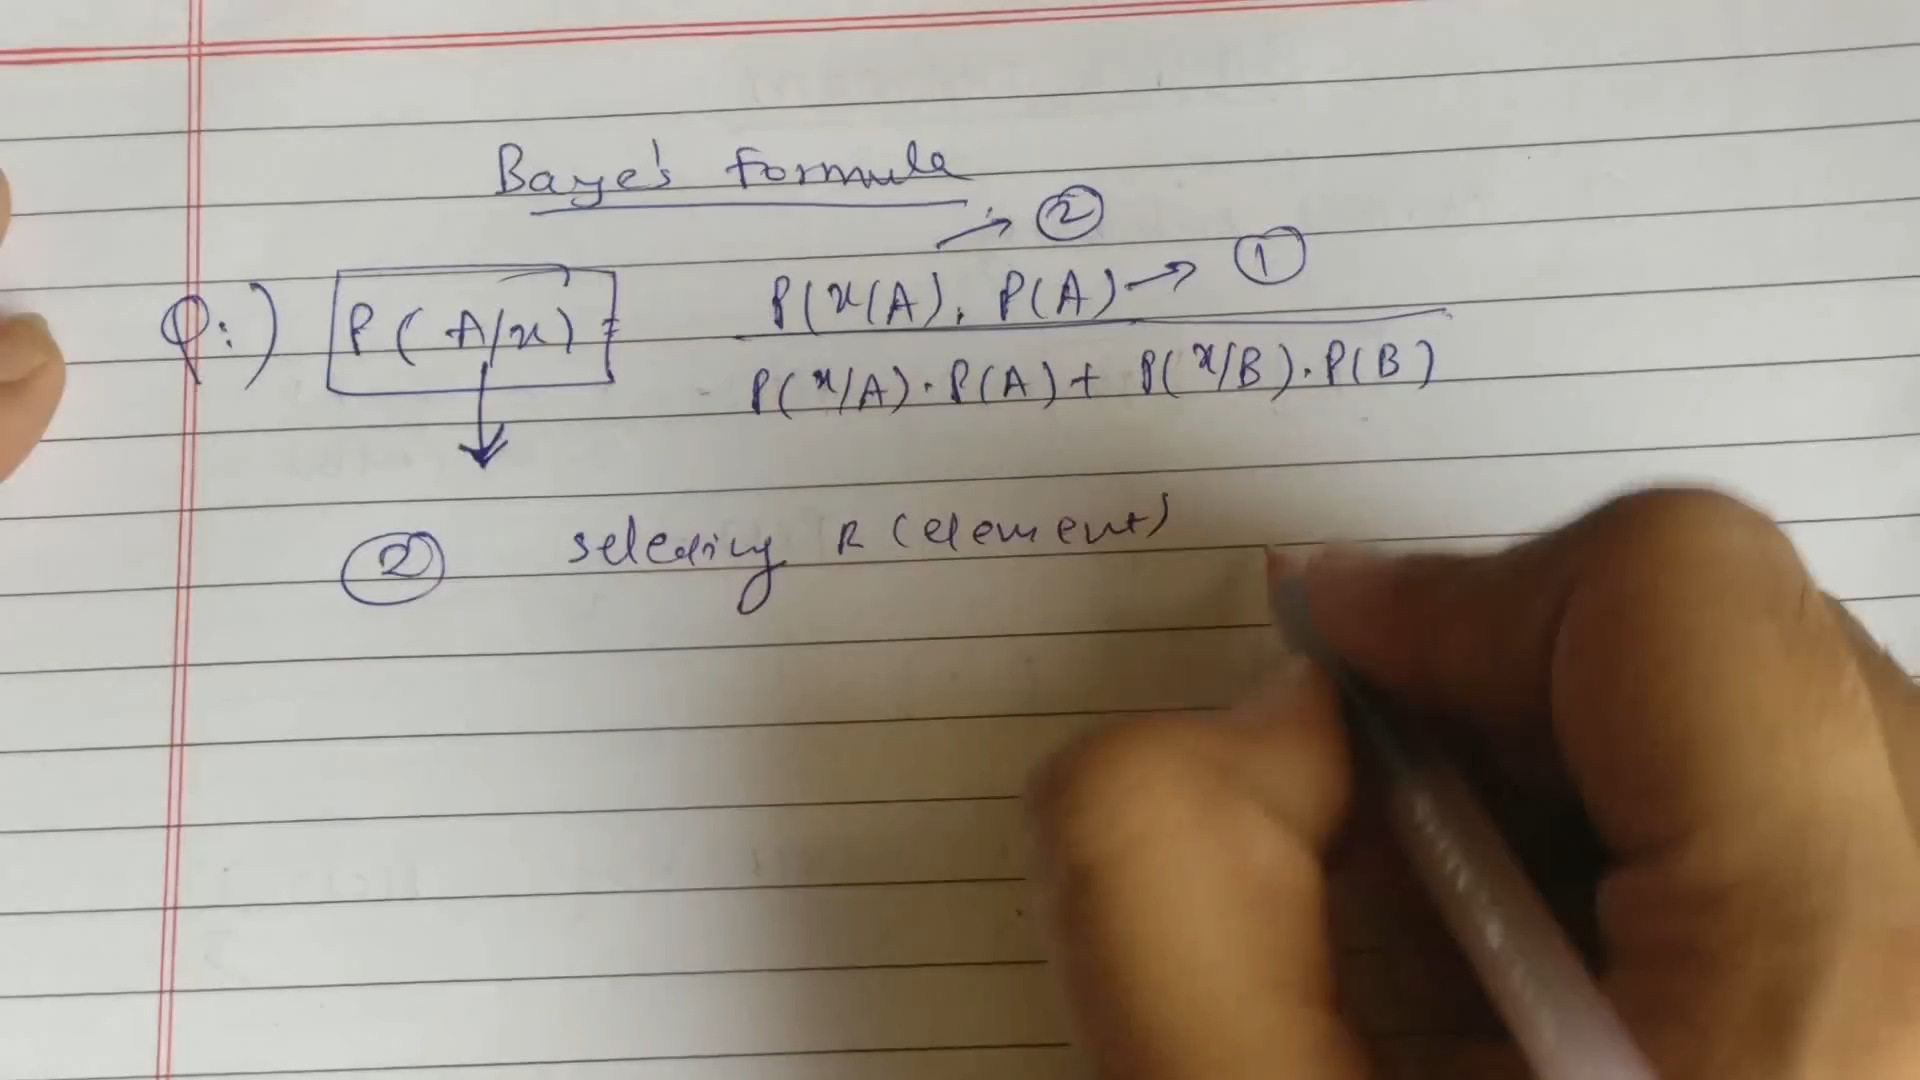 Baye's Formula
②
P:) P(A/x) = P(x(A). P(A) → ①
P(x/A). P(A) + P(x/B). P(B)
② selecting R (element)